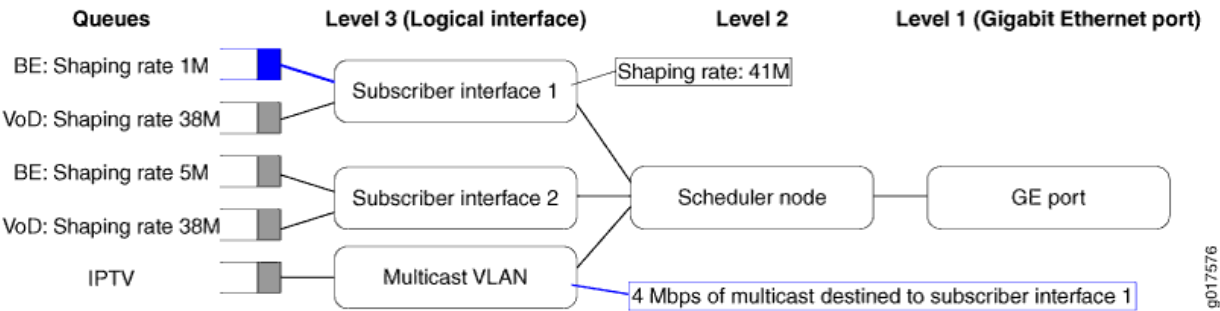 Queues
Level 3 (Logical interface)
Level 2
Level 1 (Gigabit Ethernet port)
BE: Shaping rate 1M
Shaping rate: 41M
Subscriber interface 1
VoD: Shaping rate 38M
BE: Shaping rate 5M
Subscriber interface 2
Scheduler node
GE port
VoD: Shaping rate 38M
IPTV
Multicast VLAN
4 Mbps of multicast destined to subscriber interface 1
g017576